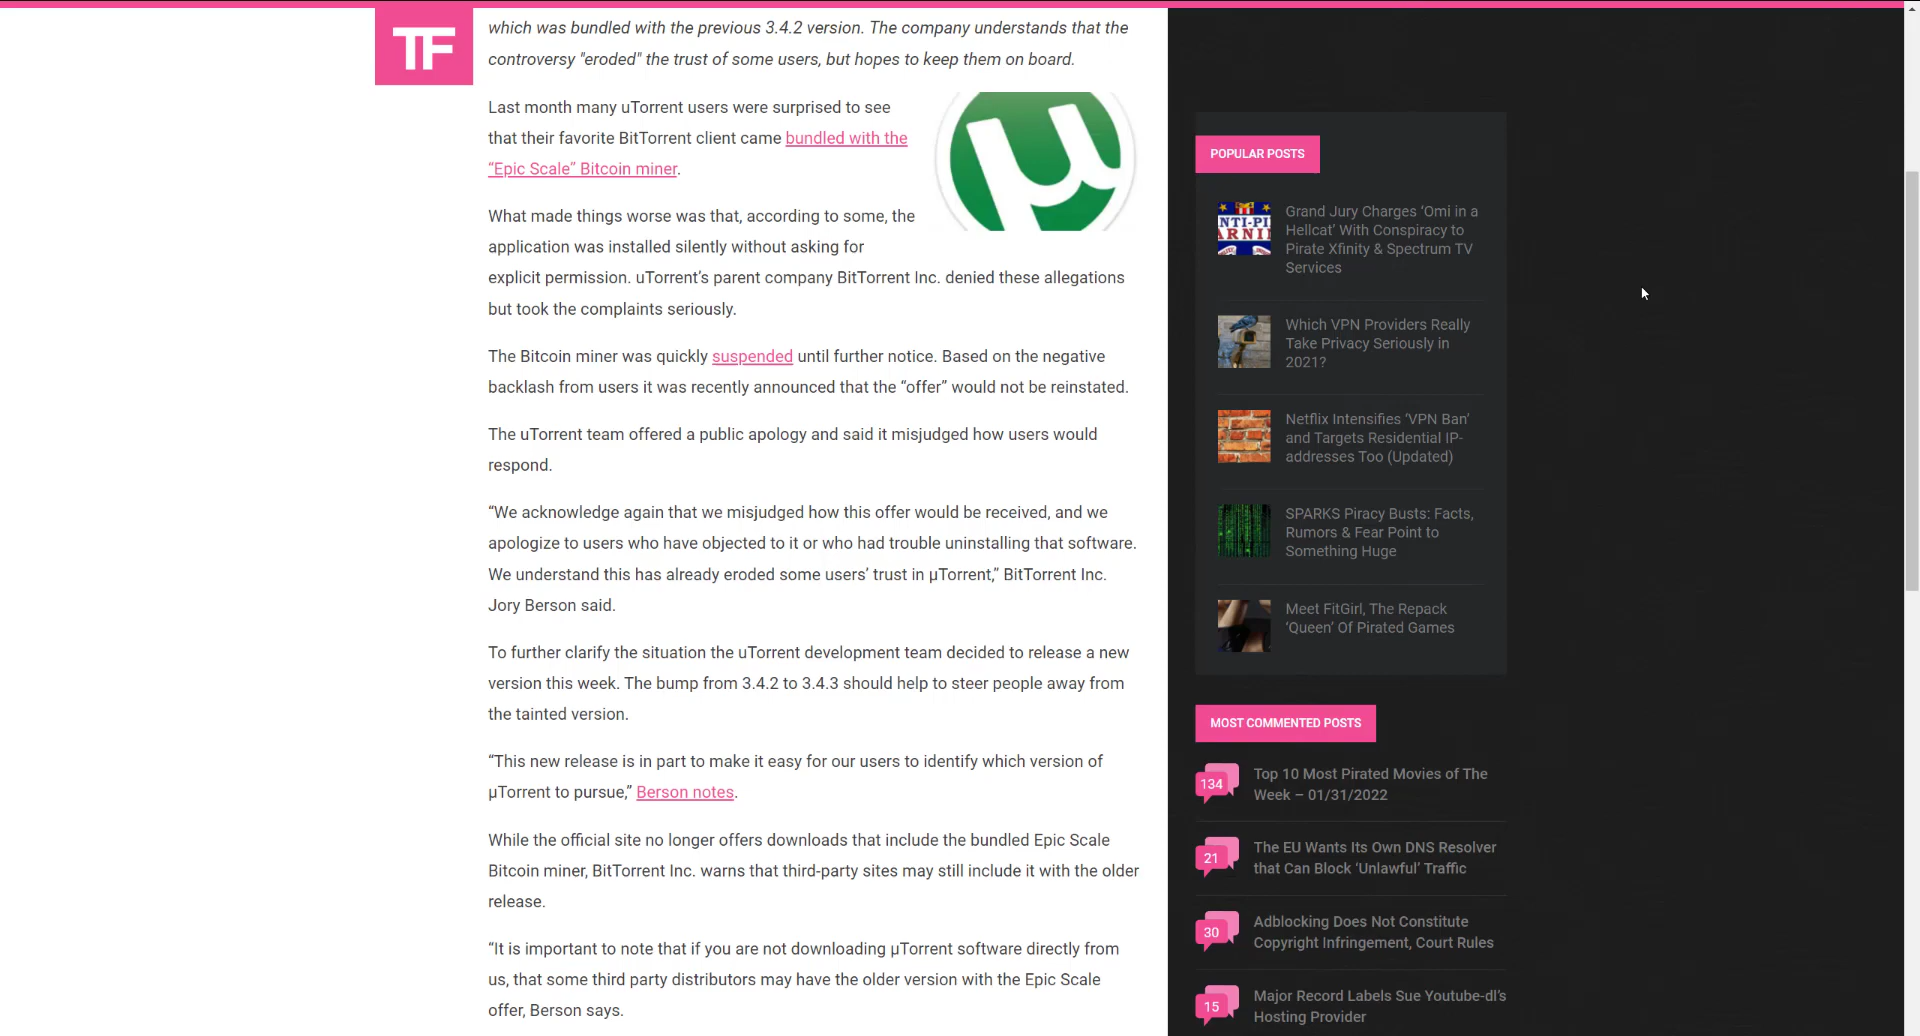 TF
which was bundled with the previous 3.4.2 version. The company understands that the
controversy "eroded" the trust of some users, but hopes to keep them on board.
Last month many uTorrent users were surprised to see
that their favorite BitTorrent client came bundled with the
“Epic Scale” Bitcoin miner.
What made things worse was that, according to some, the
application was installed silently without asking for
explicit permission. uTorrent’s parent company BitTorrent Inc. denied these allegations
but took the complaints seriously.
The Bitcoin miner was quickly suspended until further notice. Based on the negative
backlash from users it was recently announced that the “offer” would not be reinstated.
The uTorrent team offered a public apology and said it misjudged how users would
respond.
“We acknowledge again that we misjudged how this offer would be received, and we
apologize to users who have objected to it or who had trouble uninstalling that software.
We understand this has already eroded some users’ trust in µTorrent,” BitTorrent Inc.
Jory Berson said.
To further clarify the situation the uTorrent development team decided to release a new
version this week. The bump from 3.4.2 to 3.4.3 should help to steer people away from
the tainted version.
“This new release is in part to make it easy for our users to identify which version of
µTorrent to pursue,” Berson notes.
While the official site no longer offers downloads that include the bundled Epic Scale
Bitcoin miner, BitTorrent Inc. warns that third-party sites may still include it with the older
release.
“It is important to note that if you are not downloading µTorrent software directly from
us, that some third party distributors may have the older version with the Epic Scale
offer, Berson says.
POPULAR POSTS
Grand Jury Charges ‘Omi in a
Hellcat’ With Conspiracy to
Pirate Xfinity & Spectrum TV
Services
Which VPN Providers Really
Take Privacy Seriously in
2021?
Netflix Intensifies ‘VPN Ban’
and Targets Residential IP-
addresses Too (Updated)
SPARKS Piracy Busts: Facts,
Rumors & Fear Point to
Something Huge
Meet FitGirl, The Repack
‘Queen’ Of Pirated Games
MOST COMMENTED POSTS
134
Top 10 Most Pirated Movies of The
Week – 01/31/2022
21
The EU Wants Its Own DNS Resolver
that Can Block ‘Unlawful’ Traffic
30
Adblocking Does Not Constitute
Copyright Infringement, Court Rules
15
Major Record Labels Sue Youtube-dl’s
Hosting Provider